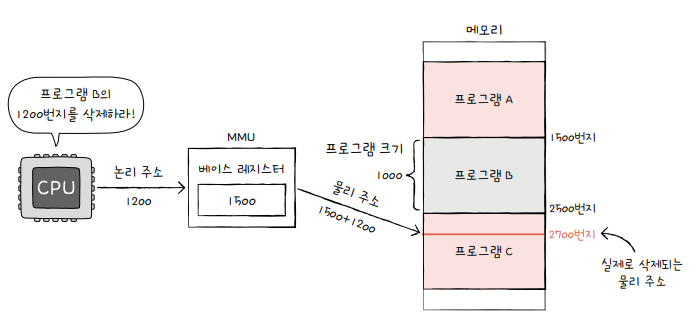 메모리
프로그램 B의
1200번지를 삭제하라!
프로그램 A
1500번지
MMU
프로그램 크기
1000
논리 주소
베이스 레지스터
CPU
1200
1500
물리 주소
1500+1200
프로그램 B
2500번지
2700번지
프로그램 C
실제로 삭제되는
물리 주소